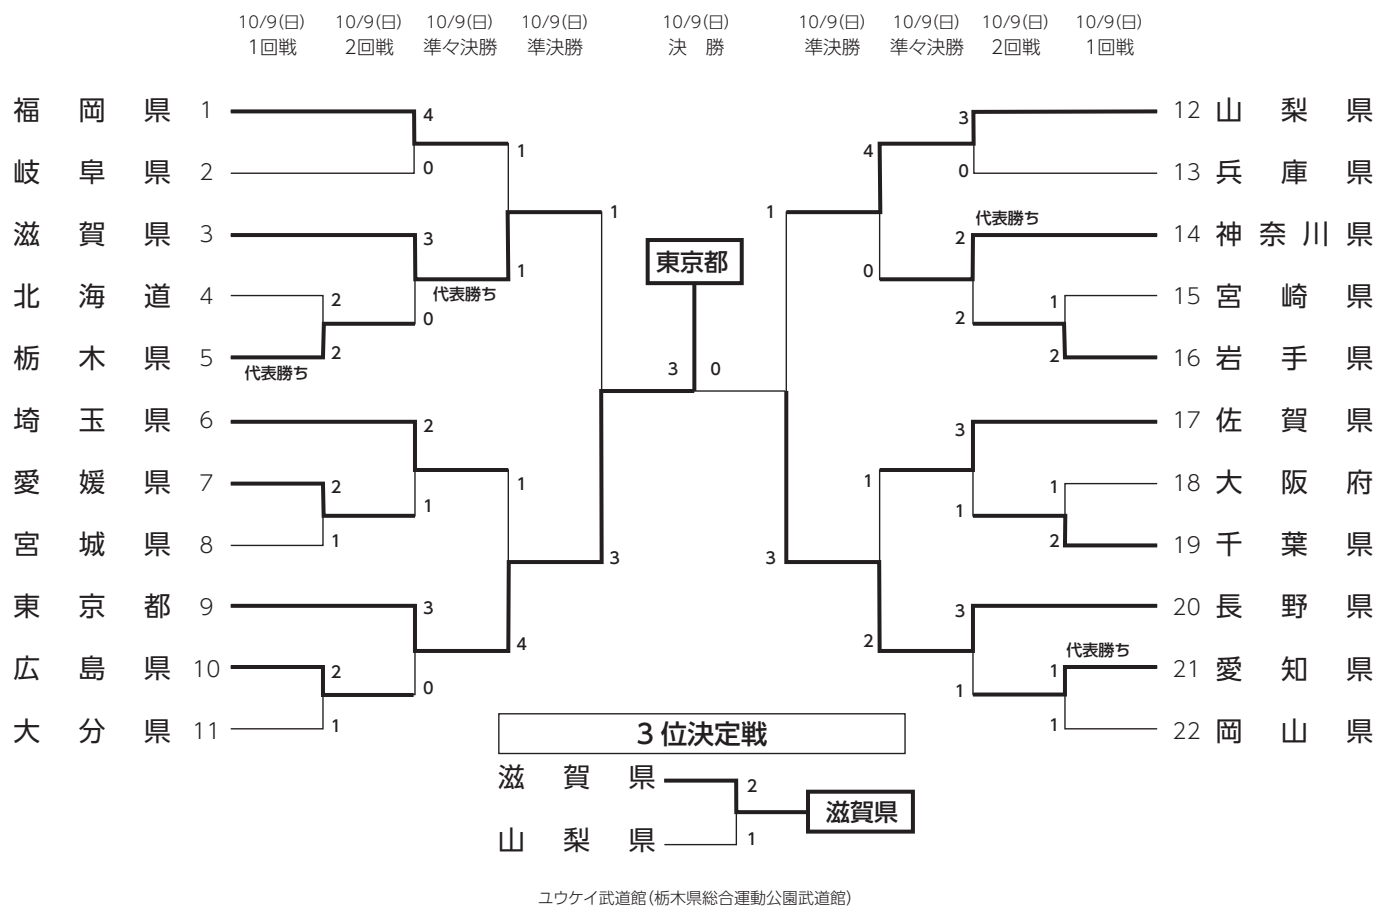 10/9(日) 10/9(日) 10/9(日) 10/9(日) 10/9(日) 10/9(日) 10/9(日) 10/9(日) 10/9(日)
1回戦 2回戦 準々決勝 準決勝 決 勝 準決勝 準々決勝 2回戦 1回戦
福岡県 1 4 3 12 山梨県
1 4
岐阜県 2 0 0 13 兵庫県
1 1 代表勝ち
滋賀県 3 3 2 14 神奈川県
東京都
1 0
代表勝ち
北海道 4 2 1 15 宮崎県
0 2
栃木県 5 2 2 16 岩手県
代表勝ち 3 0
埼玉県 6 2 3 17 佐賀県
愛媛県 7 2 1 1 1 18 大阪府
1 1
宮城県 8 1 2 19 千葉県
3 3
東京都 9 3 3 20 長野県
4 2 代表勝ち
広島県 10 2 1 21 愛知県
0 1
大分県 11 1 1 22 岡山県
3位決定戦
滋賀県 2
滋賀県
山梨県 1
ユウケイ武道館(栃木県総合運動公園武道館)